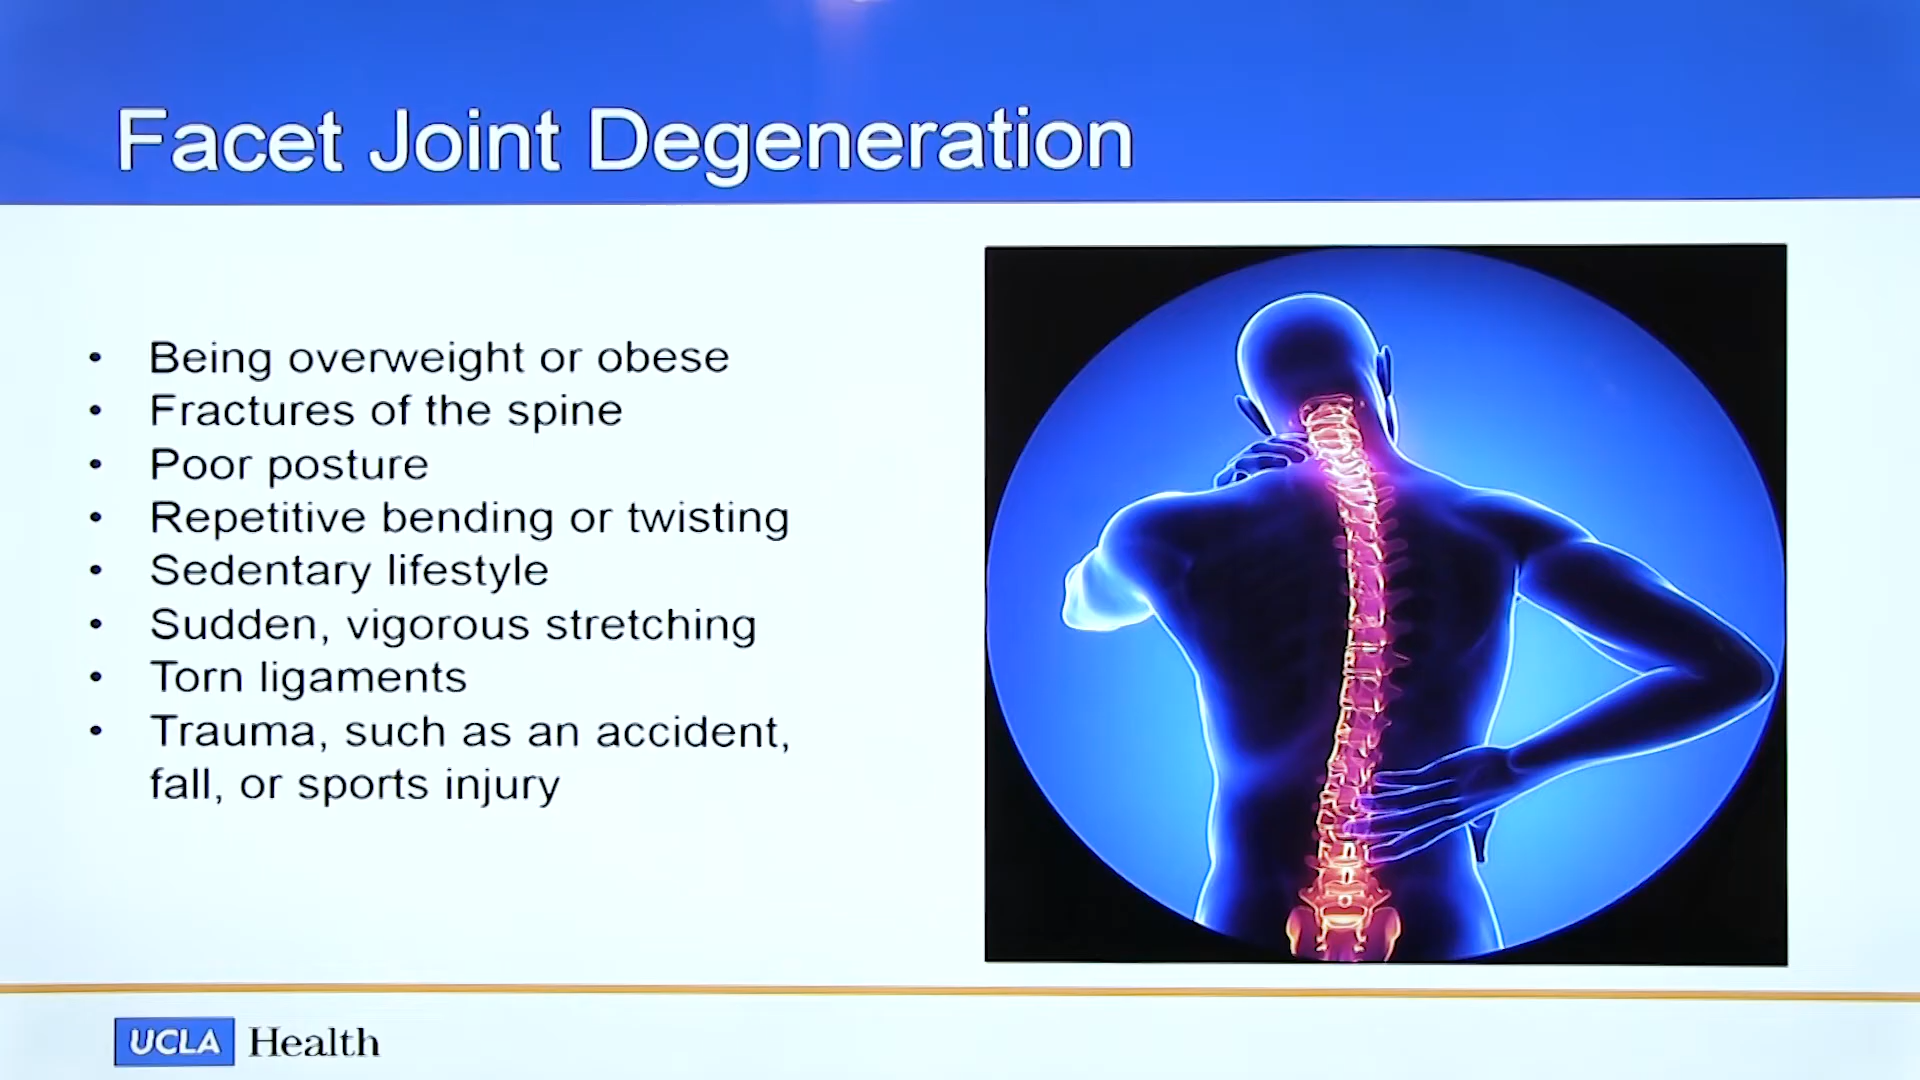 Facet Joint Degeneration
• Being overweight or obese
• Fractures of the spine
• Poor posture
• Repetitive bending or twisting
• Sedentary lifestyle
• Sudden, vigorous stretching
• Torn ligaments
• Trauma, such as an accident,
fall, or sports injury
UCLA Health